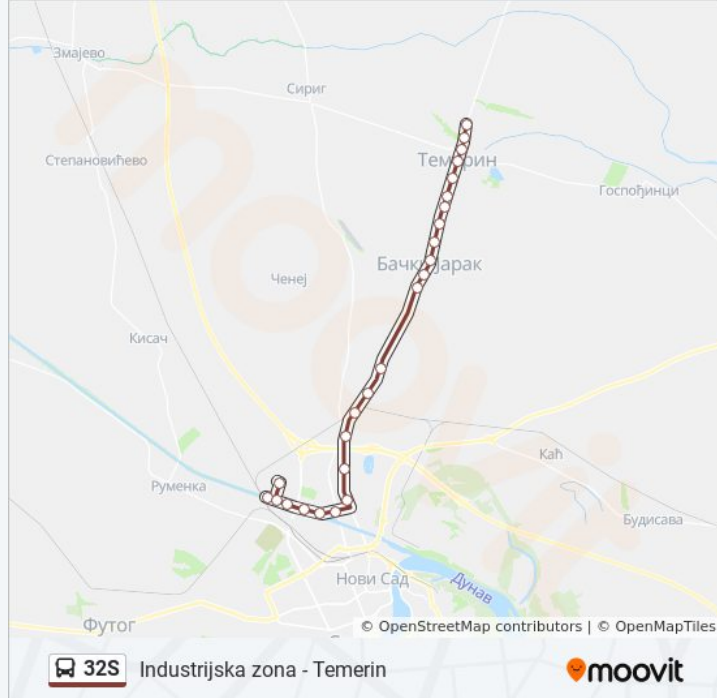 Змајево
Сириг
Степановићево
Темерин
Госпођинци
Бачки Јарак
Ченеј
Кисач
Каћ
Руменка
Будисава
Нови Сад
Дунав
Футог
© OpenStreetMap contributors | © OpenMapTiles
32S Industrijska zona - Temerin
moovit
moovit